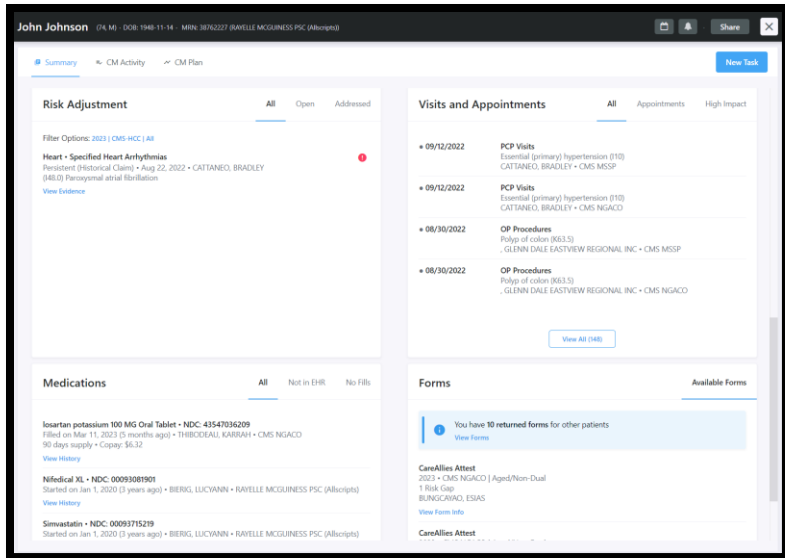 John Johnson (74, M) - DOB: 1948-11-14 - MRN: 38762227 (RAYELLE MCGUINESS PSC (Allscripts))
Share
Summary
CM Activity
CM Plan
New Task
Risk Adjustment
All
Open
Addressed
Filter Options: 2023 | CMS-HCC | All
Heart • Specified Heart Arrhythmias
Persistent (Historical Claim) • Aug 22, 2022 • CATTANEO, BRADLEY
(I48.0) Paroxysmal atrial fibrillation
View Evidence
Visits and Appointments
All
Appointments
High Impact
• 09/12/2022
PCP Visits
Essential (primary) hypertension (I10)
CATTANEO, BRADLEY • CMS MSSP
• 09/12/2022
PCP Visits
Essential (primary) hypertension (I10)
CATTANEO, BRADLEY • CMS NGACO
• 08/30/2022
OP Procedures
Polyp of colon (K63.5)
, GLENN DALE EASTVIEW REGIONAL INC • CMS MSSP
• 08/30/2022
OP Procedures
Polyp of colon (K63.5)
, GLENN DALE EASTVIEW REGIONAL INC • CMS NGACO
View All (148)
Medications
All
Not in EHR
No Fills
losartan potassium 100 MG Oral Tablet • NDC: 43547036209
Filled on Mar 11, 2023 (5 months ago) • THIBODEAU, KARRAH • CMS NGACO
90 days supply • Copay: $6.32
View History
Nifedical XL • NDC: 00093081901
Started on Jan 1, 2020 (3 years ago) • BIERIG, LUCYANN • RAYELLE MCGUINESS PSC (Allscripts)
View History
Simvastatin • NDC: 00093715219
Started on Jan 1, 2020 (3 years ago) • BIERIG, LUCYANN • RAYELLE MCGUINESS PSC (Allscripts)
Forms
Available Forms
You have 10 returned forms for other patients
View Forms
CareAllies Attest
2023 • CMS NGACO | Aged/Non-Dual
1 Risk Gap
BUNGCAYAO, ESIAS
View Form Info
CareAllies Attest